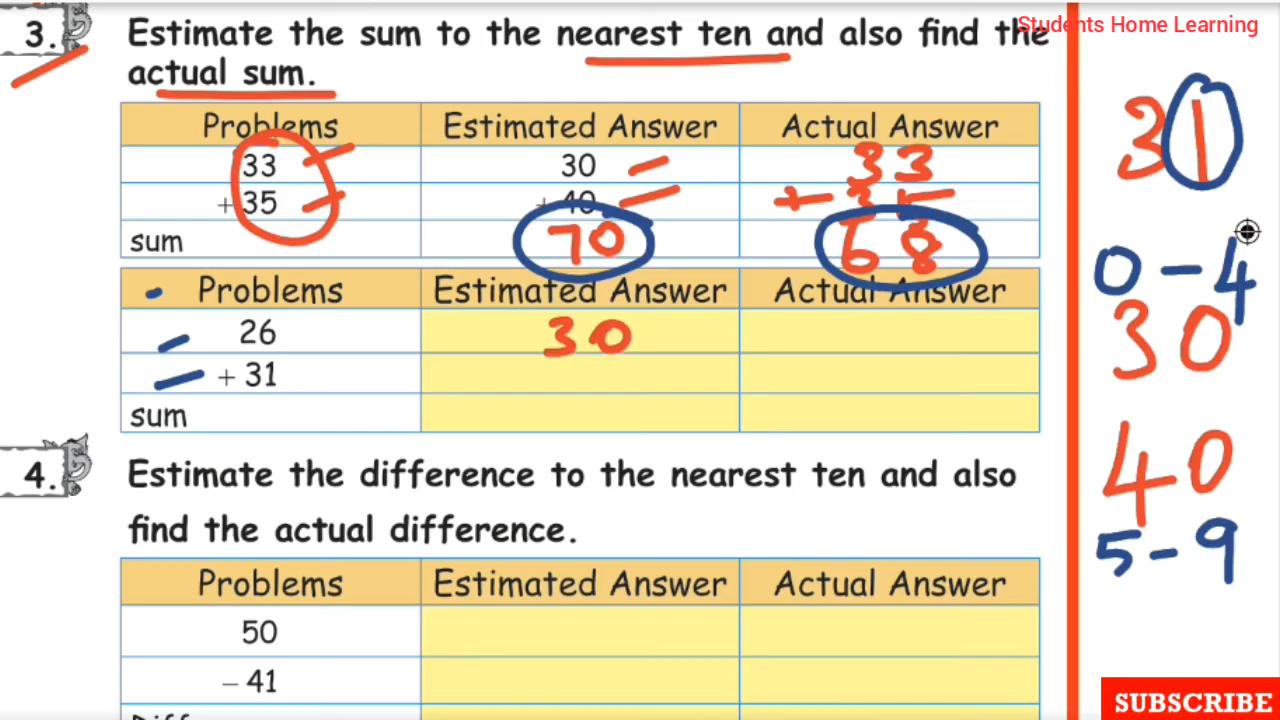 Students Home Learning
3. Estimate the sum to the nearest ten and also find the
actual sum.
Problems Estimated Answer Actual Answer
33 30 33
+ 35 + 40 + 35
sum 70 68
Problems Estimated Answer Actual Answer
26 30
+ 31
sum
4. Estimate the difference to the nearest ten and also
find the actual difference.
Problems Estimated Answer Actual Answer
50
- 41
31
0 - 4
30
40
5 - 9
SUBSCRIBE